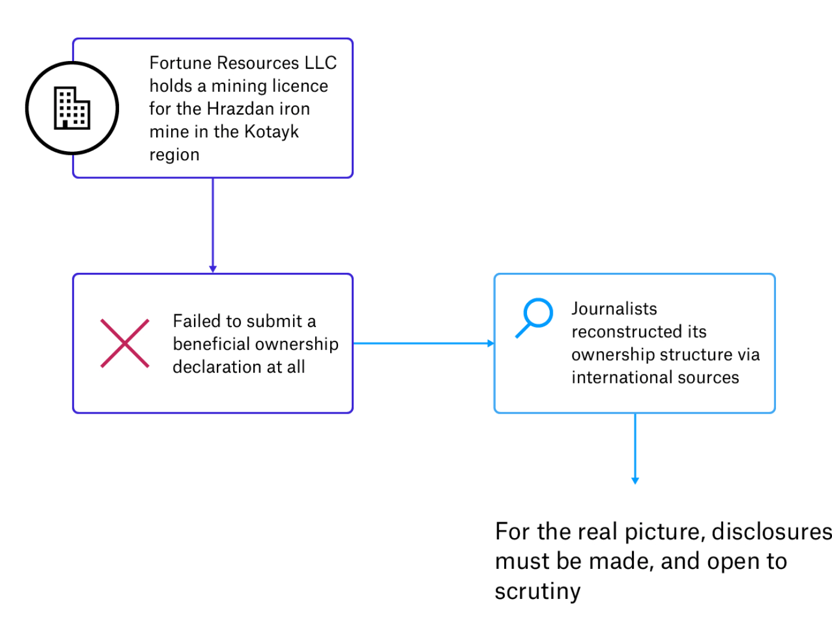 Fortune Resources LLC
holds a mining licence
for the Hrazdan iron
mine in the Kotayk
region
Failed to submit a
beneficial ownership
declaration at all
Journalists
reconstructed its
ownership structure via
international sources
For the real picture, disclosures
must be made, and open to
scrutiny